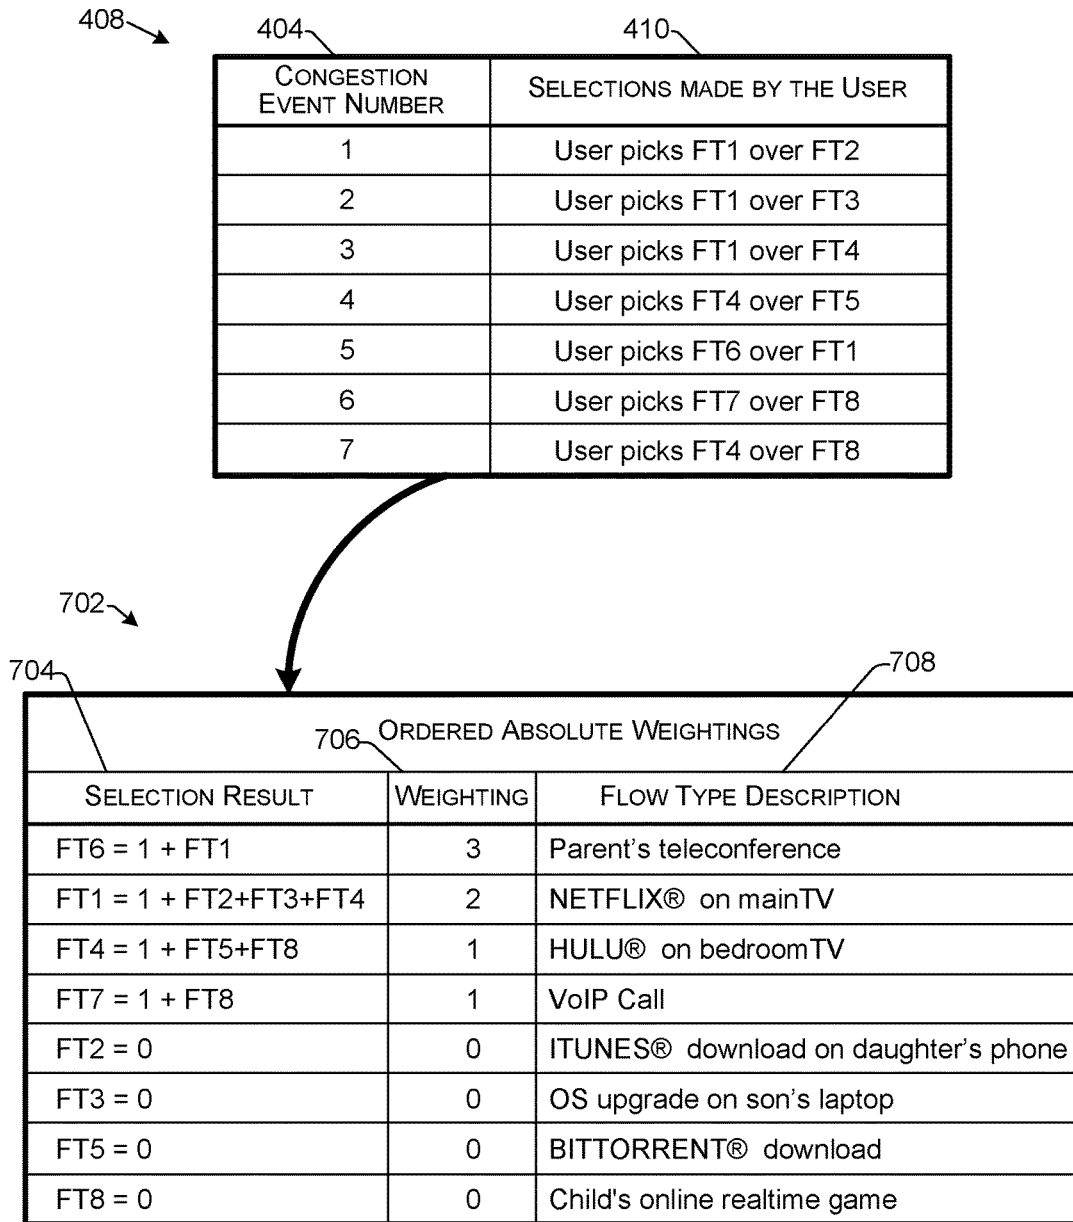 408
404
410
CONGESTION
EVENT NUMBER
SELECTIONS MADE BY THE USER
1 User picks FT1 over FT2
2 User picks FT1 over FT3
3 User picks FT1 over FT4
4 User picks FT4 over FT5
5 User picks FT6 over FT1
6 User picks FT7 over FT8
7 User picks FT4 over FT8
702
704
708
ORDERED ABSOLUTE WEIGHTINGS
706
SELECTION RESULT WEIGHTING FLOW TYPE DESCRIPTION
FT6 = 1 + FT1 3 Parent's teleconference
FT1 = 1 + FT2+FT3+FT4 2 NETFLIX® on mainTV
FT4 = 1 + FT5+FT8 1 HULU® on bedroomTV
FT7 = 1 + FT8 1 VoIP Call
FT2 = 0 0 ITUNES® download on daughter's phone
FT3 = 0 0 OS upgrade on son's laptop
FT5 = 0 0 BITTORRENT® download
FT8 = 0 0 Child's online realtime game